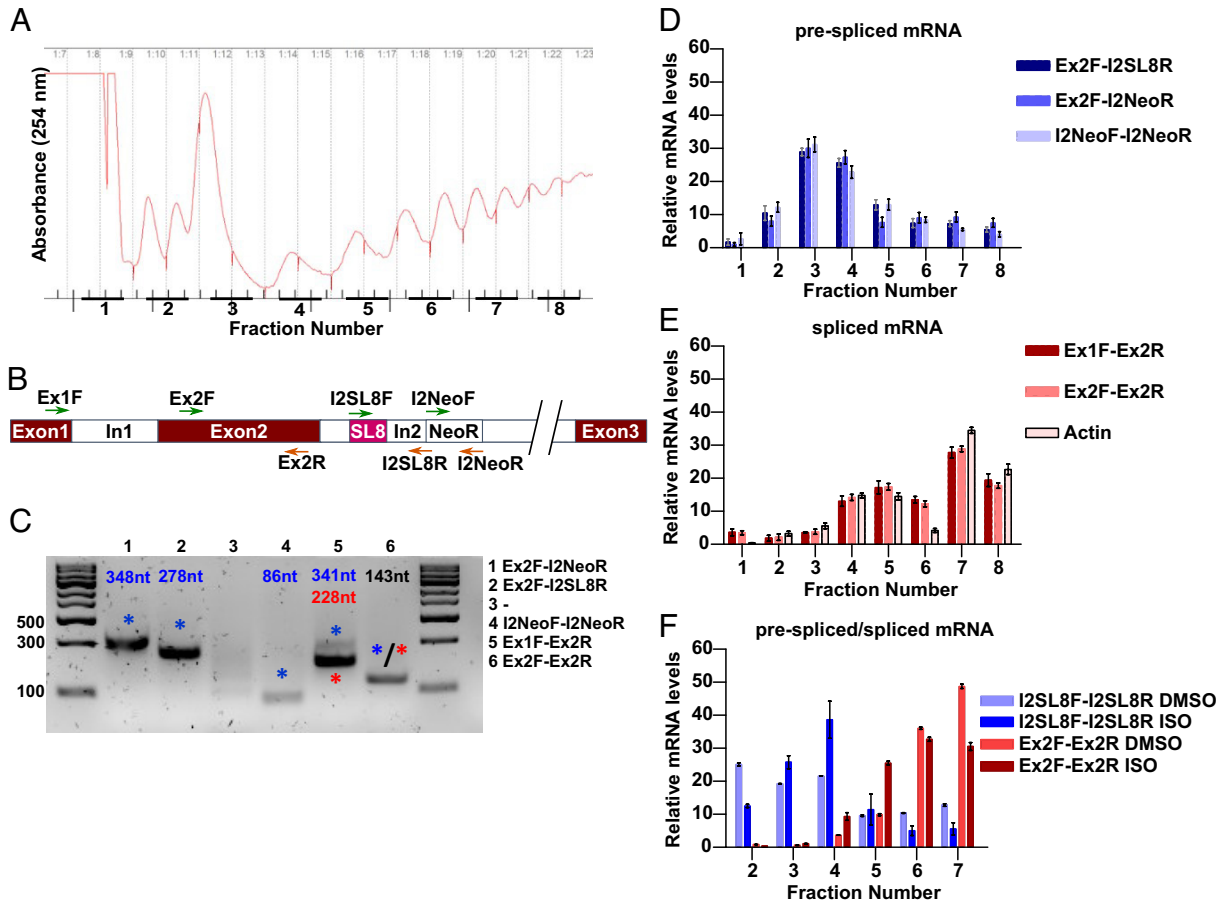 A
1:7 1:8 1:9 1:10 1:11 1:12 1:13 1:14 1:15 1:16 1:17 1:18 1:19 1:20 1:21 1:22 1:23
Absorbance (254 nm)
1 2 3 4 5 6 7 8
Fraction Number
B
Ex1F Ex2F I2SL8F I2NeoF
Exon1 In1 Exon2 SL8 In2 NeoR Exon3
Ex2R I2SL8R I2NeoR
C
1 2 3 4 5 6
348nt 278nt 86nt 341nt 143nt
228nt
* * * * * */*
500
300
100
1 Ex2F-I2NeoR
2 Ex2F-I2SL8R
3 -
4 I2NeoF-I2NeoR
5 Ex1F-Ex2R
6 Ex2F-Ex2R
D
pre-spliced mRNA
Relative mRNA levels
60
50
40
30
20
10
0
1 2 3 4 5 6 7 8
Fraction Number
Ex2F-I2SL8R
Ex2F-I2NeoR
I2NeoF-I2NeoR
E
spliced mRNA
Relative mRNA levels
60
50
40
30
20
10
0
1 2 3 4 5 6 7 8
Fraction Number
Ex1F-Ex2R
Ex2F-Ex2R
Actin
F
pre-spliced/spliced mRNA
Relative mRNA levels
60
50
40
30
20
10
0
2 3 4 5 6 7
Fraction Number
I2SL8F-I2SL8R DMSO
I2SL8F-I2SL8R ISO
Ex2F-Ex2R DMSO
Ex2F-Ex2R ISO